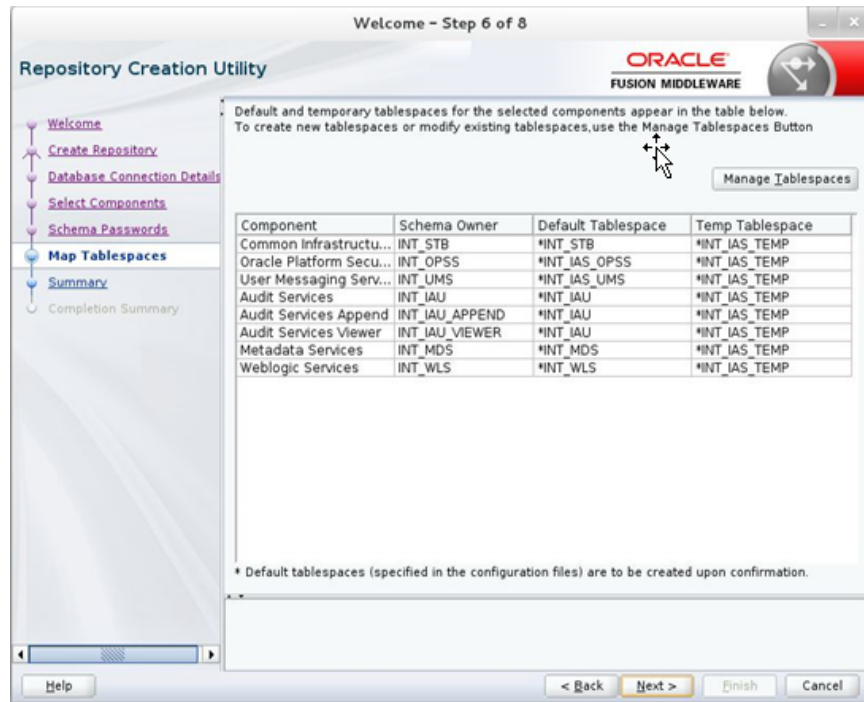 Welcome - Step 6 of 8
Repository Creation Utility
ORACLE
FUSION MIDDLEWARE
Welcome
Create Repository
Database Connection Details
Select Components
Schema Passwords
Map Tablespaces
Summary
Completion Summary
Default and temporary tablespaces for the selected components appear in the table below.
To create new tablespaces or modify existing tablespaces,use the Manage Tablespaces Button
Manage Tablespaces
Component Schema Owner Default Tablespace Temp Tablespace
Common Infrastructu... INT_STB *INT_STB *INT_IAS_TEMP
Oracle Platform Secu... INT_OPSS *INT_IAS_OPSS *INT_IAS_TEMP
User Messaging Serv... INT_UMS *INT_IAS_UMS *INT_IAS_TEMP
Audit Services INT_IAU *INT_IAU *INT_IAS_TEMP
Audit Services Append INT_IAU_APPEND *INT_IAU *INT_IAS_TEMP
Audit Services Viewer INT_IAU_VIEWER *INT_IAU *INT_IAS_TEMP
Metadata Services INT_MDS *INT_MDS *INT_IAS_TEMP
Weblogic Services INT_WLS *INT_WLS *INT_IAS_TEMP
* Default tablespaces (specified in the configuration files) are to be created upon confirmation.
Help
< Back Next > Finish Cancel